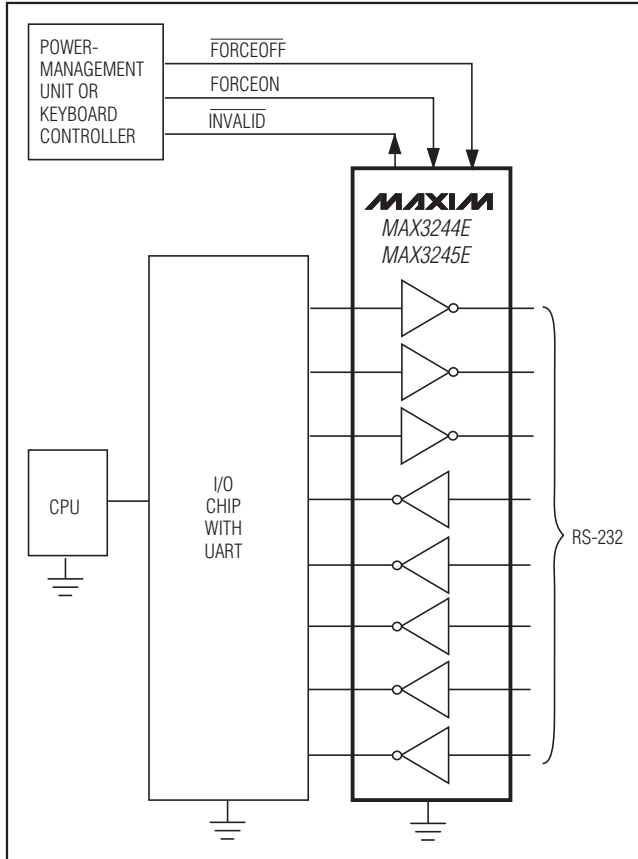 POWER-
MANAGEMENT
UNIT OR
KEYBOARD
CONTROLLER
FORCEOFF
FORCEON
INVALID
MAXIM
MAX3244E
MAX3245E
CPU
I/O
CHIP
WITH
UART
RS-232